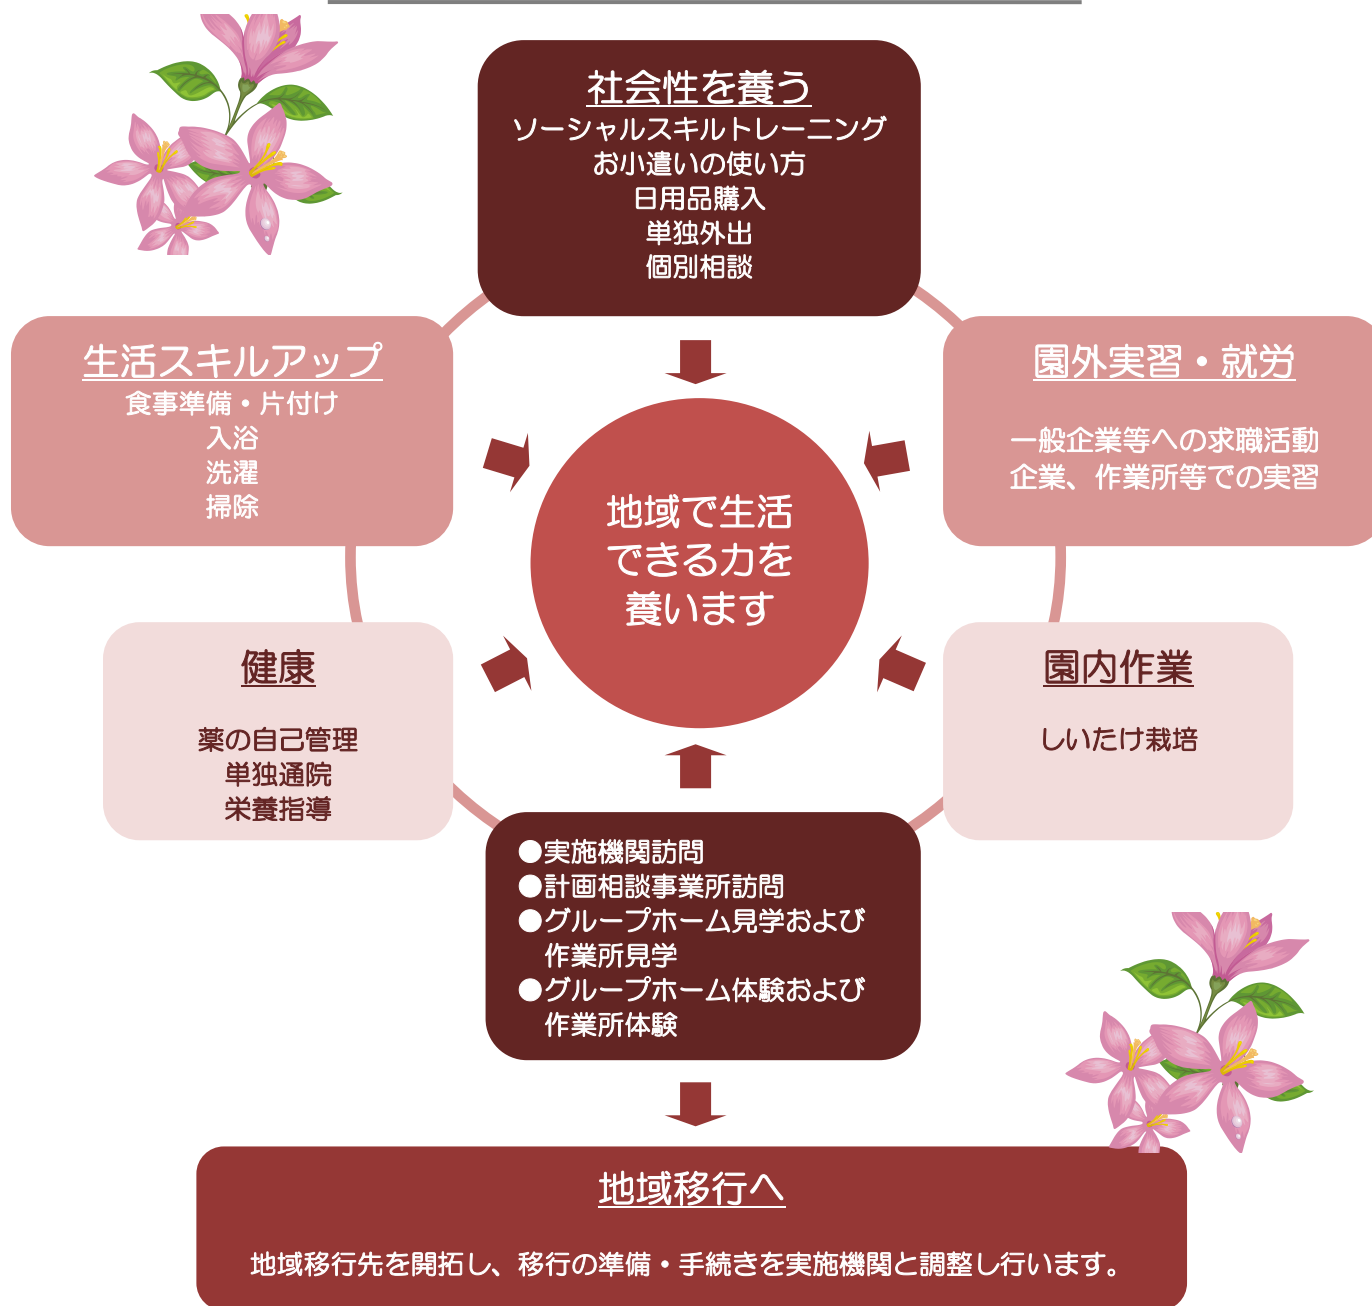 社会性を養う
ソーシャルスキルトレーニング
お小遣いの使い方
日用品購入
単独外出
個別相談
生活スキルアップ
食事準備・片付け
入浴
洗濯
掃除
園外実習・就労
一般企業等への求職活動
企業、作業所等での実習
地域で生活
できる力を
養います
健康
薬の自己管理
単独通院
栄養指導
園内作業
しいたけ栽培
●実施機関訪問
●計画相談事業所訪問
●グループホーム見学および
作業所見学
●グループホーム体験および
作業所体験
地域移行へ
地域移行先を開拓し、移行の準備・手続きを実施機関と調整し行います。